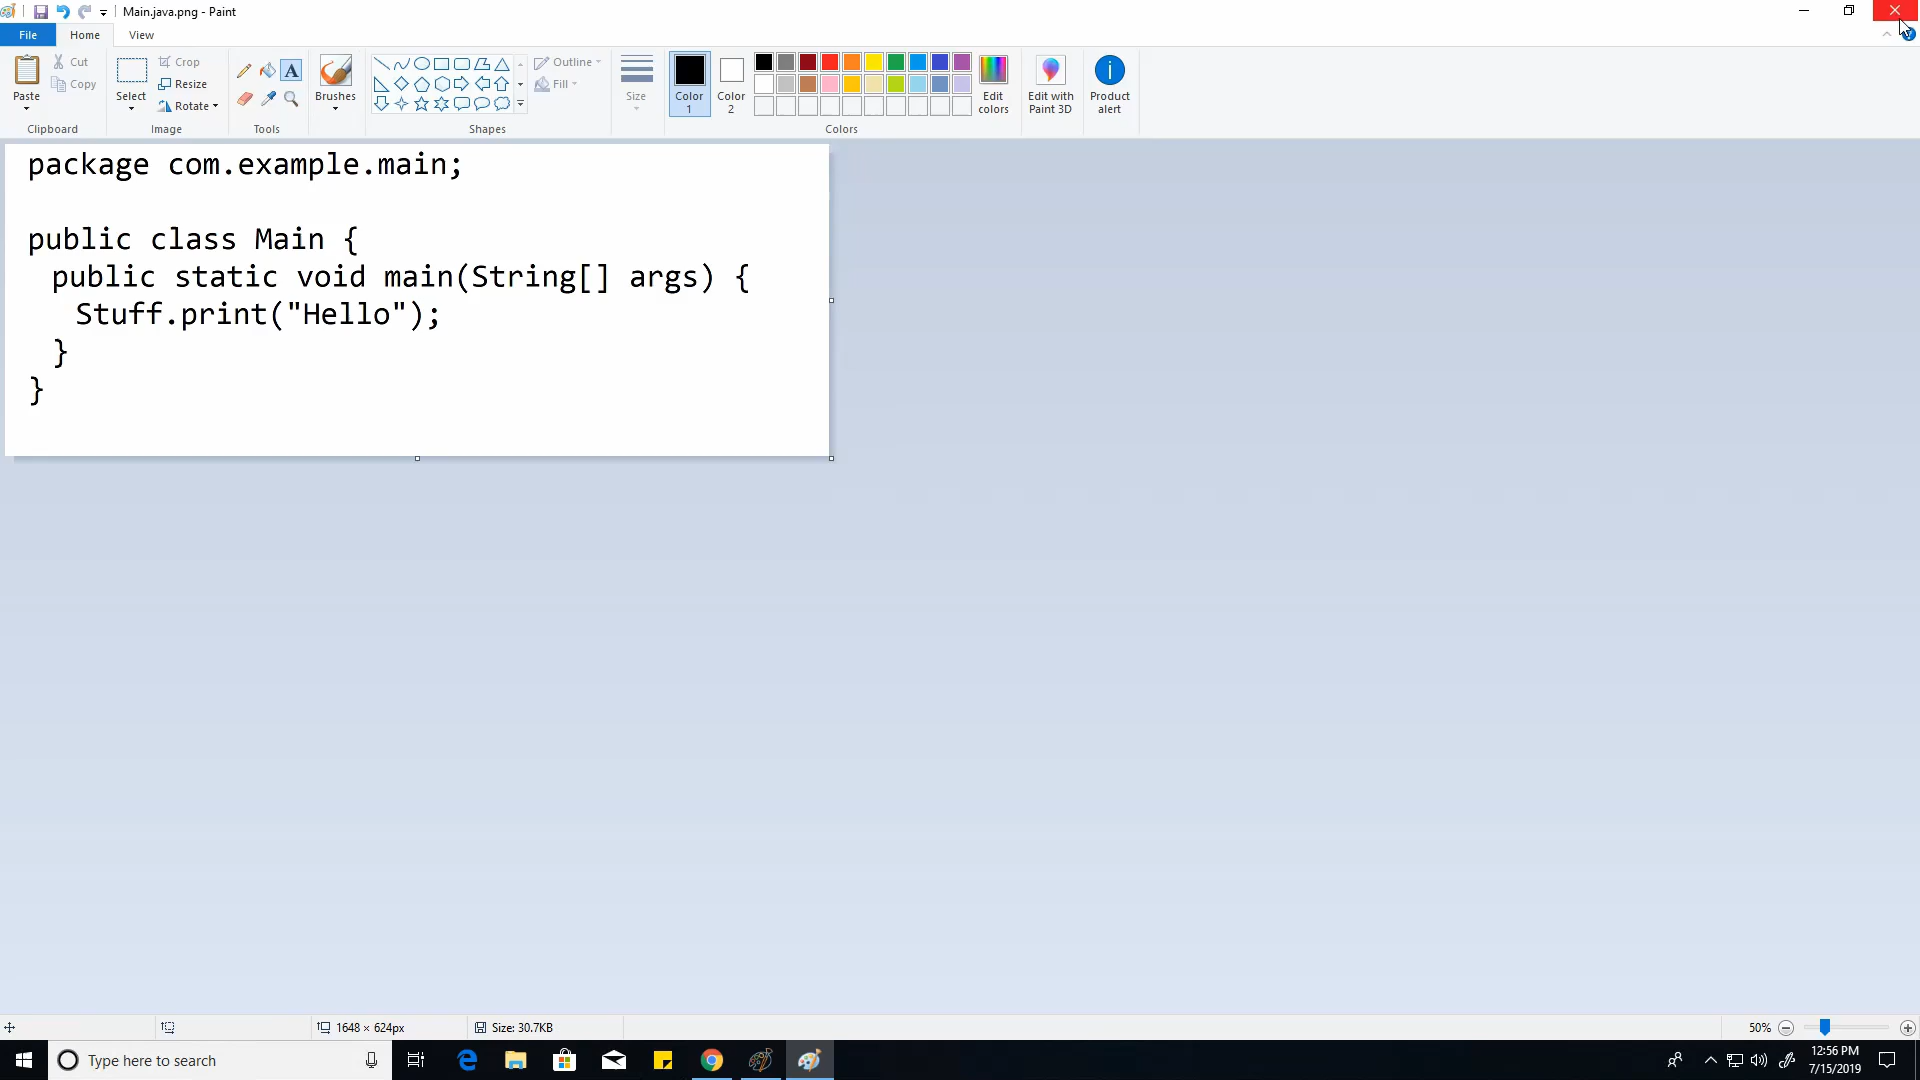 Main.java.png - Paint
File Home View
Paste
Cut
Copy
Clipboard
Select
Crop
Resize
Rotate
Image
A
Tools
Brushes
Shapes
Outline
Fill
Size
Color 1
Color 2
Colors
Edit colors
Edit with Paint 3D
Product alert
package com.example.main;
public class Main {
public static void main(String[] args) {
Stuff.print("Hello");
}
}
1648 × 624px
Size: 30.7KB
50%
Type here to search
12:56 PM
7/15/2019